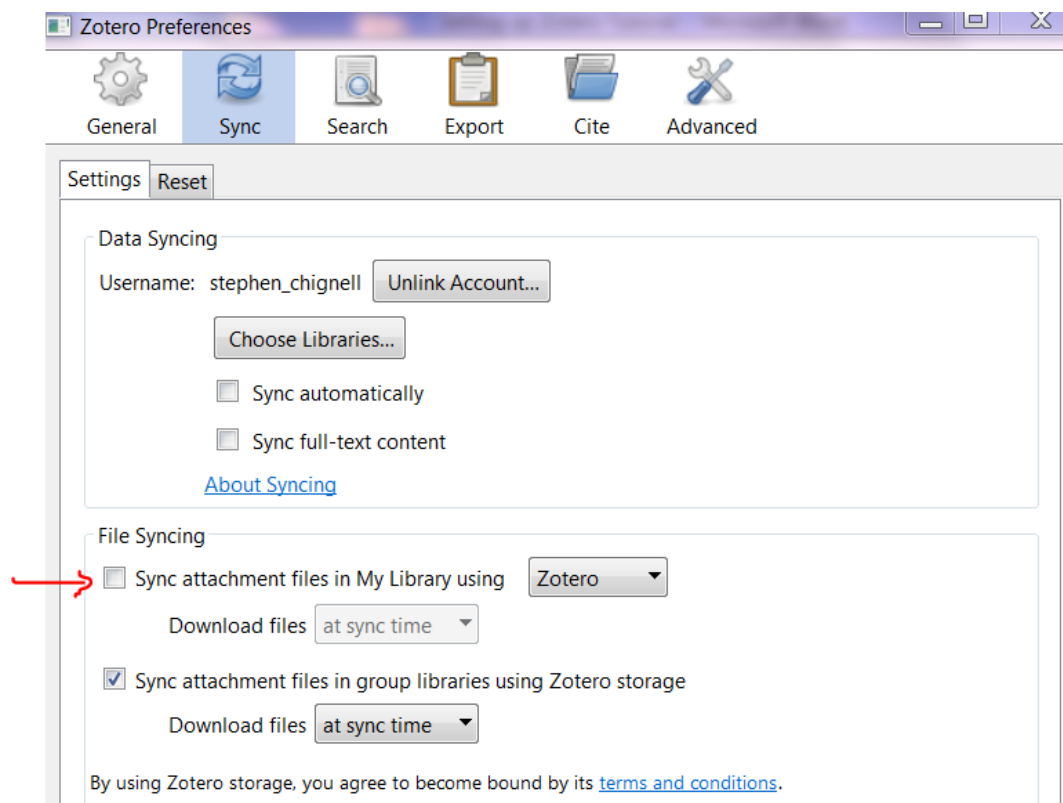 Zotero Preferences
General Sync Search Export Cite Advanced
Settings Reset
Data Syncing
Username: stephen_chignell Unlink Account...
Choose Libraries...
Sync automatically
Sync full-text content
About Syncing
File Syncing
Sync attachment files in My Library using Zotero
Download files at sync time
Sync attachment files in group libraries using Zotero storage
Download files at sync time
By using Zotero storage, you agree to become bound by its terms and conditions.